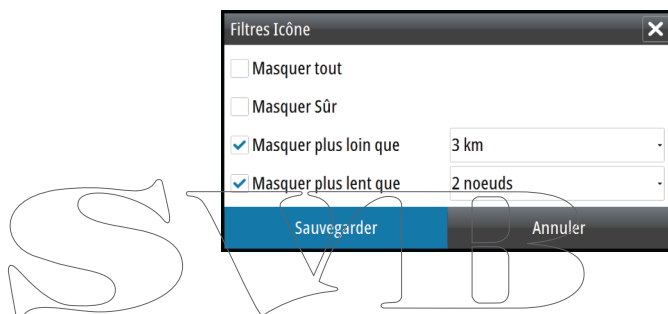 Filtres Icône
Masquer tout
Masquer Sûr
Masquer plus loin que 3 km
Masquer plus lent que 2 noeuds
Sauvegarder Annuler
SVB